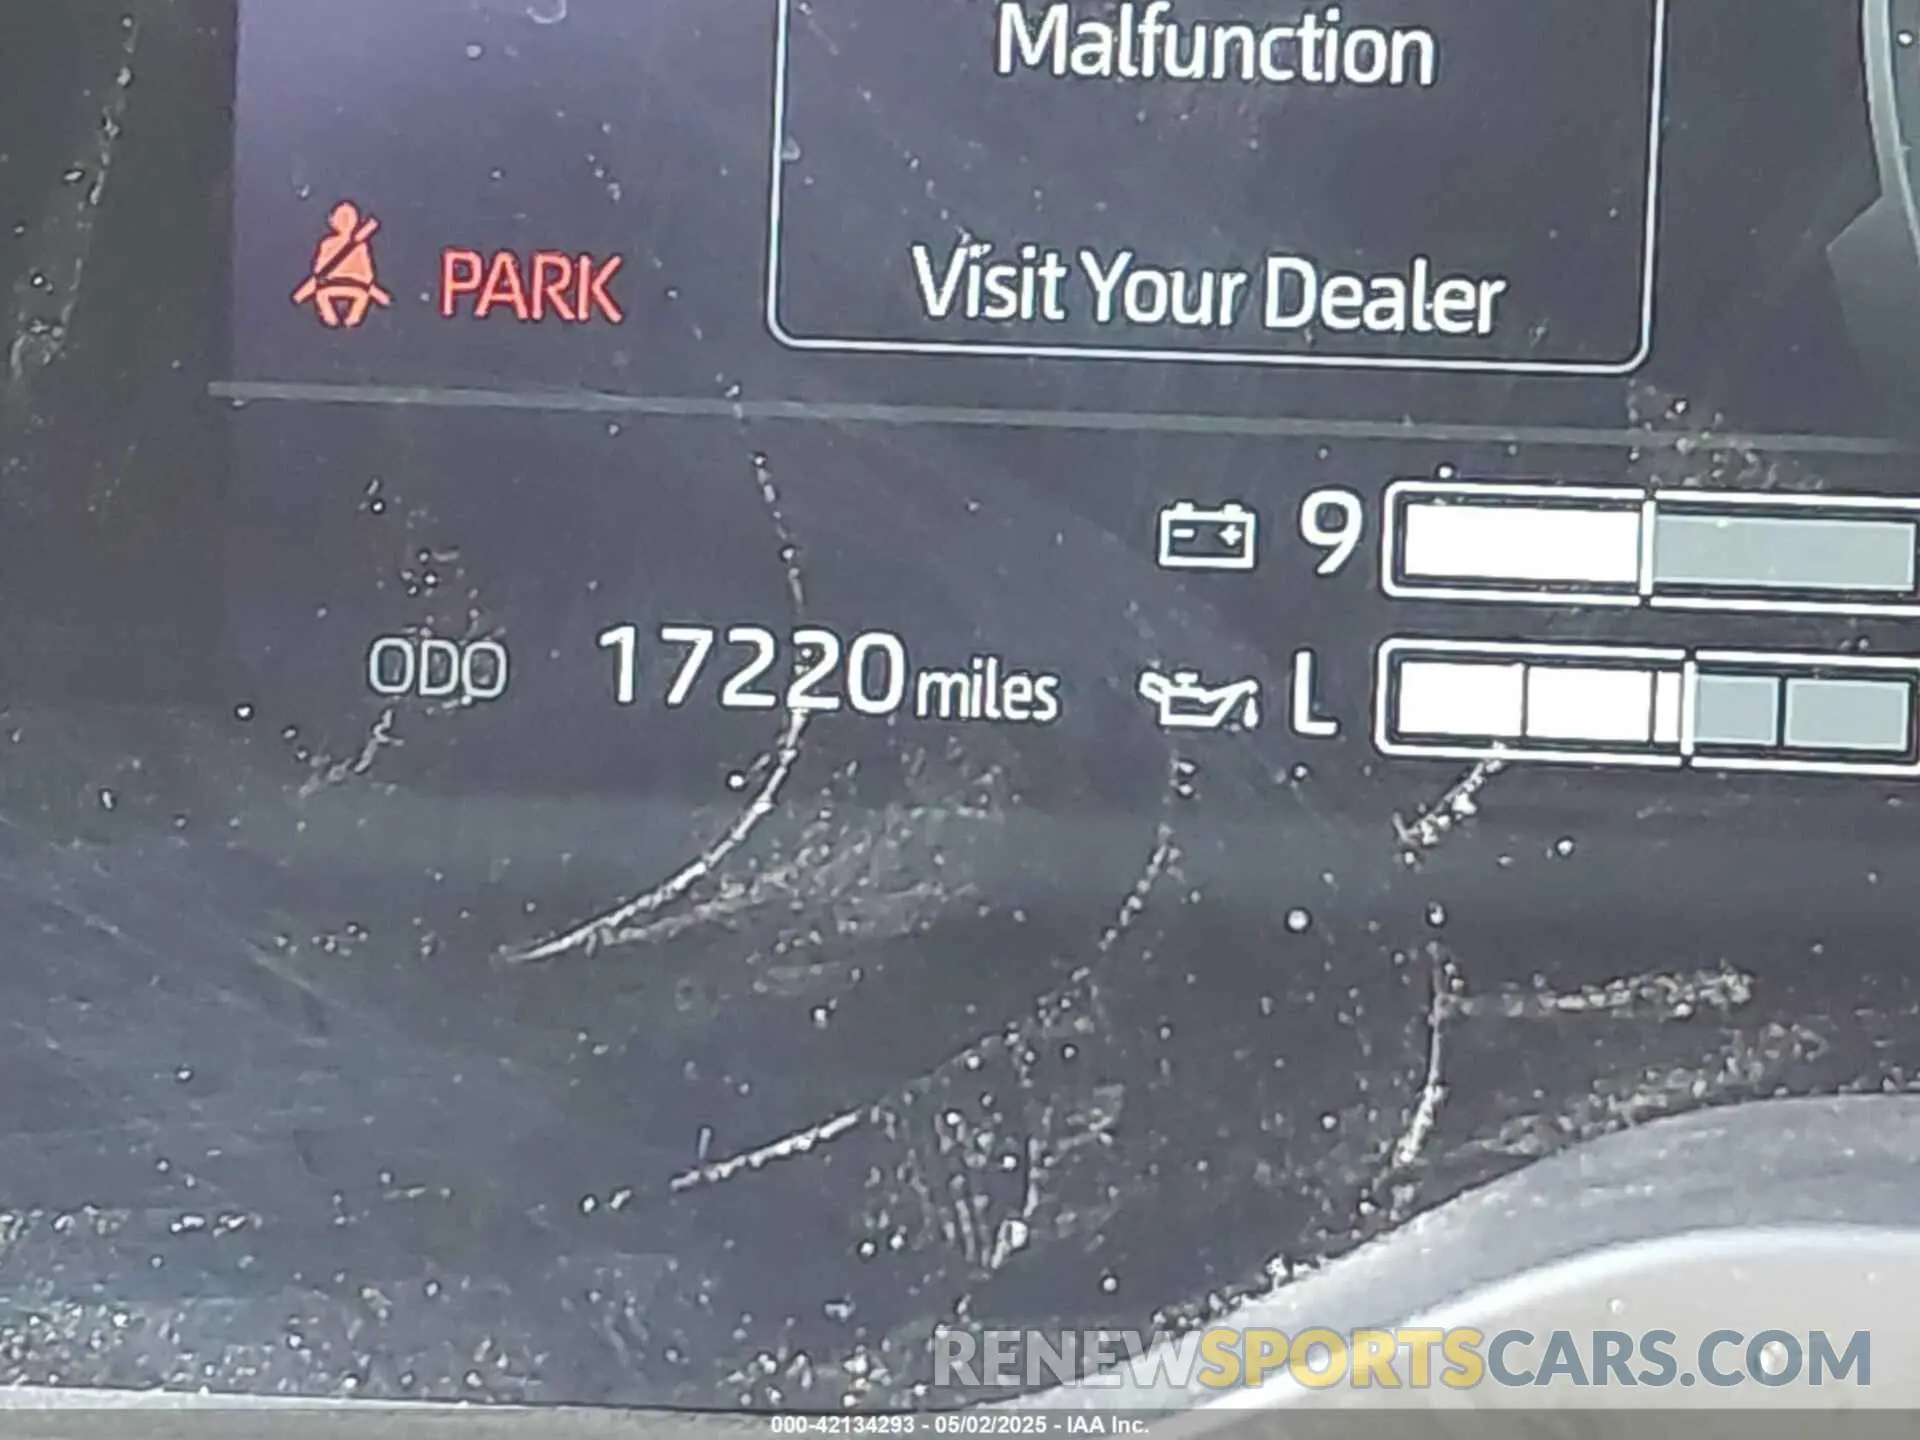 Malfunction
Visit Your Dealer
PARK
9
ODO 17220 miles L
RENEWSPORTSCARS.COM
000-42134293 - 05/02/2025 - IAA Inc.